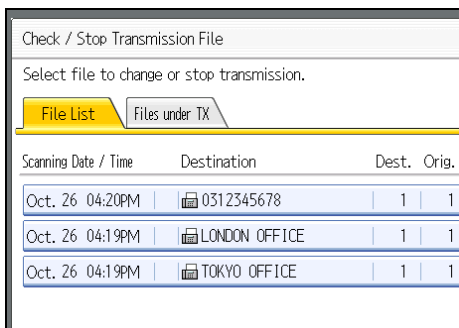 Check / Stop Transmission File
Select file to change or stop transmission.
File List Files under TX
Scanning Date / Time Destination Dest. Orig.
Oct. 26 04:20PM 0312345678 1 1
Oct. 26 04:19PM LONDON OFFICE 1 1
Oct. 26 04:19PM TOKYO OFFICE 1 1